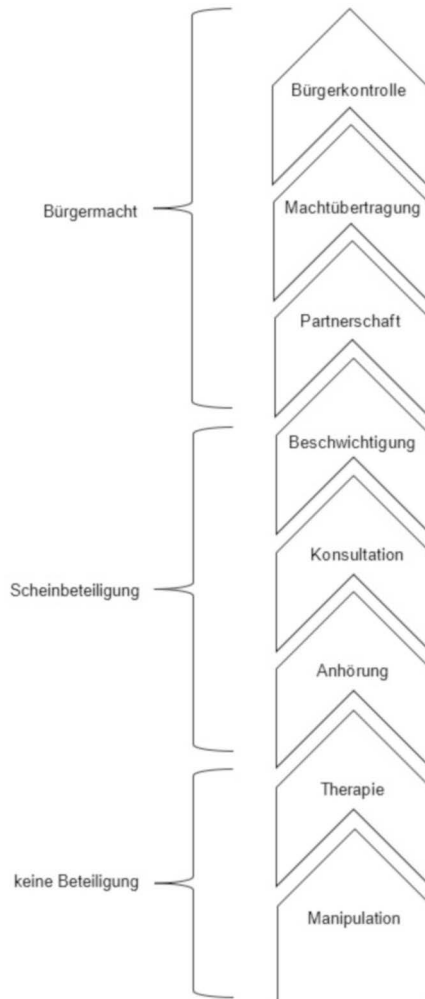 Bürgerkontrolle
Bürgermacht
Machtübertragung
Partnerschaft
Beschwichtigung
Scheinbeteiligung
Konsultation
Anhörung
keine Beteiligung
Therapie
Manipulation